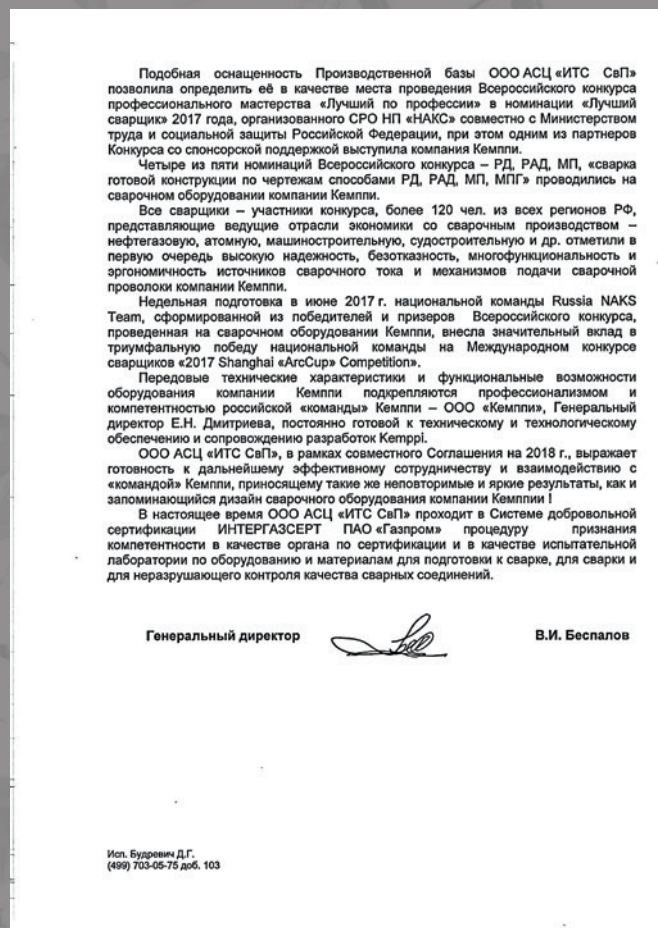 Подобная оснащенность Производственной базы ООО АСЦ «ИТС СвП»
позволила определить её в качестве места проведения Всероссийского конкурса
профессионального мастерства «Лучший по профессии» в номинации «Лучший
сварщик» 2017 года, организованного СРО НП «НАКС» совместно с Министерством
труда и социальной защиты Российской Федерации, при этом одним из партнеров
Конкурса со спонсорской поддержкой выступила компания Кемппи.
Четыре из пяти номинаций Всероссийского конкурса – РД, РАД, МП, «сварка
готовой конструкции по чертежам способами РД, РАД, МП, МПГ» проводились на
сварочном оборудовании компании Кемппи.
Все сварщики – участники конкурса, более 120 чел. из всех регионов РФ,
представляющие ведущие отрасли экономики со сварочным производством –
нефтегазовую, атомную, машиностроительную, судостроительную и др. отметили в
первую очередь высокую надежность, безотказность, многофункциональность и
эргономичность источников сварочного тока и механизмов подачи сварочной
проволоки компании Кемппи.
Недельная подготовка в июне 2017 г. национальной команды Russia NAKS
Team, сформированной из победителей и призеров Всероссийского конкурса,
проведенная на сварочном оборудовании Кемппи, внесла значительный вклад в
триумфальную победу национальной команды на Международном конкурсе
сварщиков «2017 Shanghai «ArcCup» Competition».
Передовые технические характеристики и функциональные возможности
оборудования компании Кемппи подкрепляются профессионализмом и
компетентностью российской «команды» Кемппи – ООО «Кемппи», Генеральный
директор Е.Н. Дмитриева, постоянно готовой к техническому и технологическому
обеспечению и сопровождению разработок Kemppi.
ООО АСЦ «ИТС СвП», в рамках совместного Соглашения на 2018 г., выражает
готовность к дальнейшему эффективному сотрудничеству и взаимодействию с
«командой» Кемппи, приносящему такие же неповторимые и яркие результаты, как и
запоминающийся дизайн сварочного оборудования компании Кемппии !
В настоящее время ООО АСЦ «ИТС СвП» проходит в Системе добровольной
сертификации ИНТЕРГАЗСЕРТ ПАО «Газпром» процедуру признания
компетентности в качестве органа по сертификации и в качестве испытательной
лаборатории по оборудованию и материалам для подготовки к сварке, для сварки и
для неразрушающего контроля качества сварных соединений.
Генеральный директор В.И. Беспалов
Исп. Будревич Д.Г.
(499) 703-05-75 доб. 103